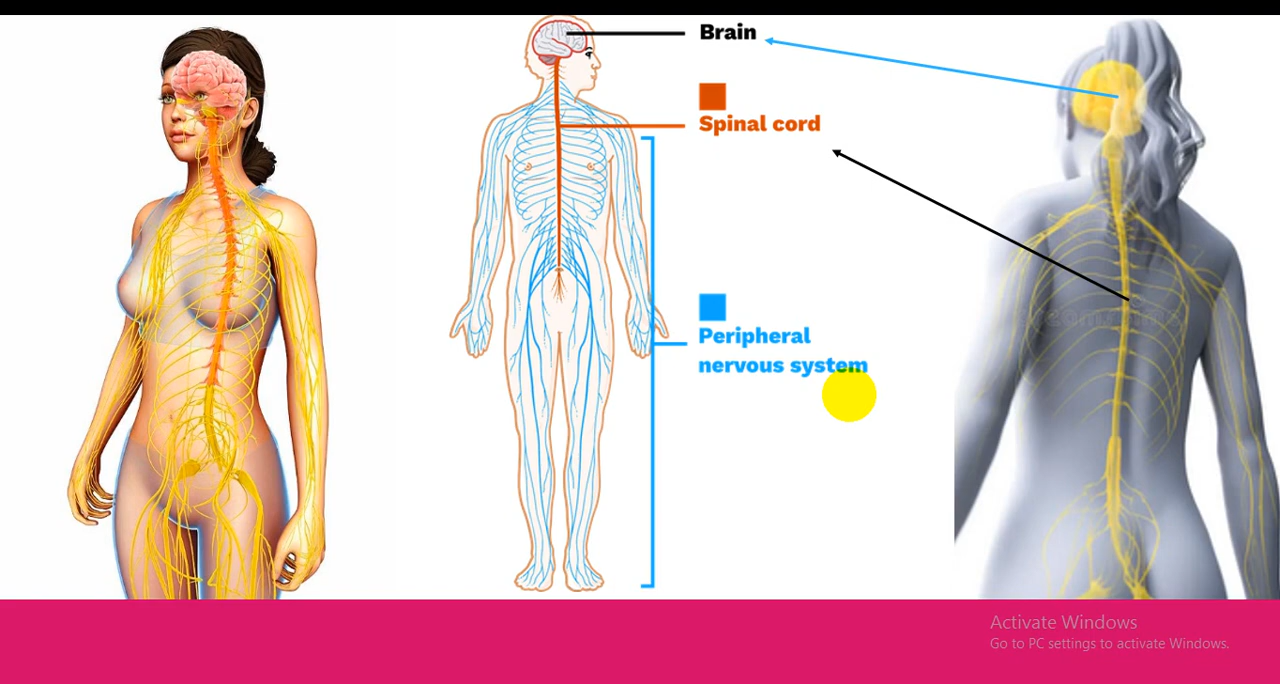 Brain
Spinal cord
Peripheral
nervous system
Activate Windows
Go to PC settings to activate Windows.